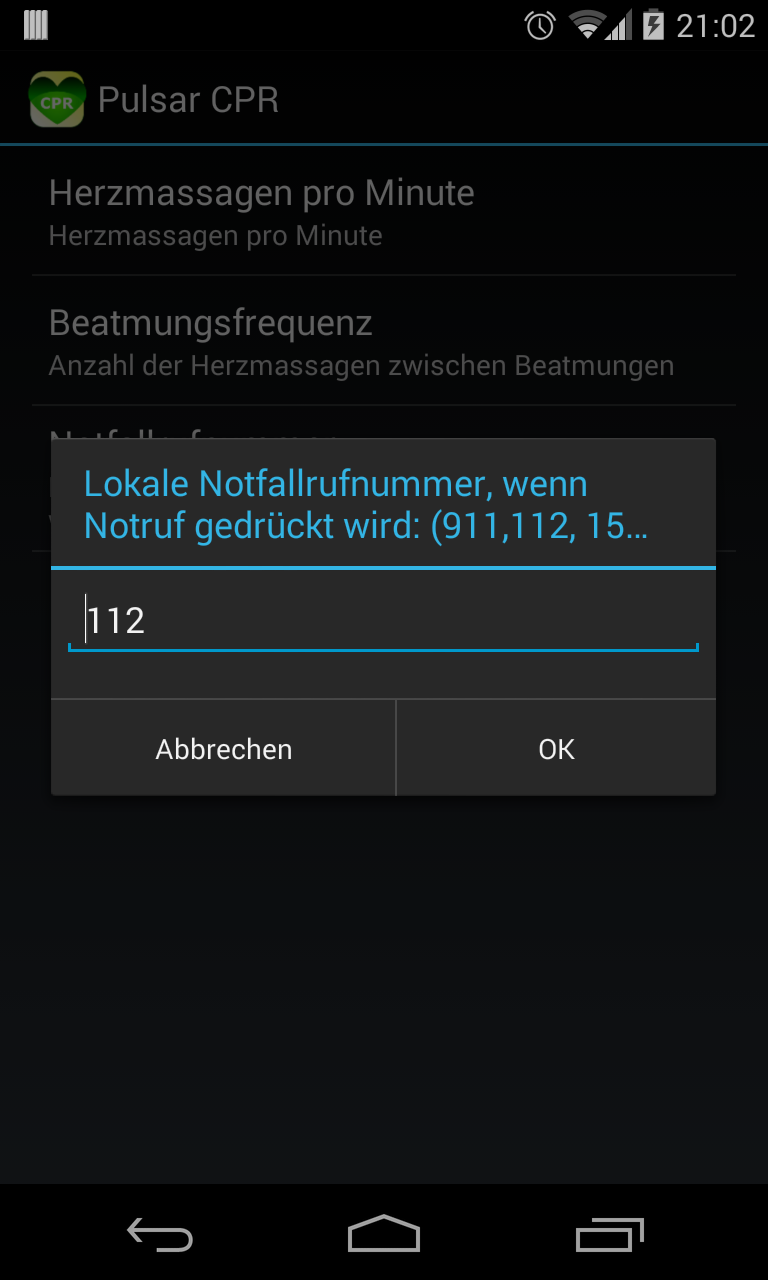 21:02
CPR
Pulsar CPR
Herzmassagen pro Minute
Herzmassagen pro Minute
Beatmungsfrequenz
Anzahl der Herzmassagen zwischen Beatmungen
Lokale Notfallrufnummer, wenn
Notruf gedrückt wird: (911,112, 15…
112
Abbrechen
OK